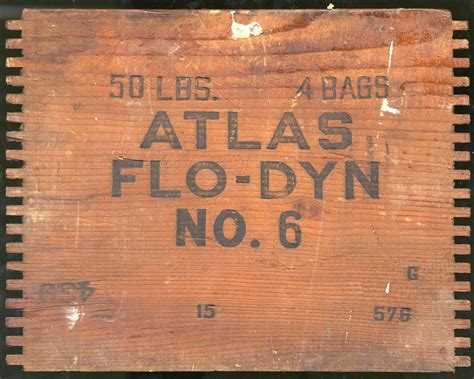 50 LBS. 4 BAGS
ATLAS
FLO-DYN
NO. 6
G
15 576